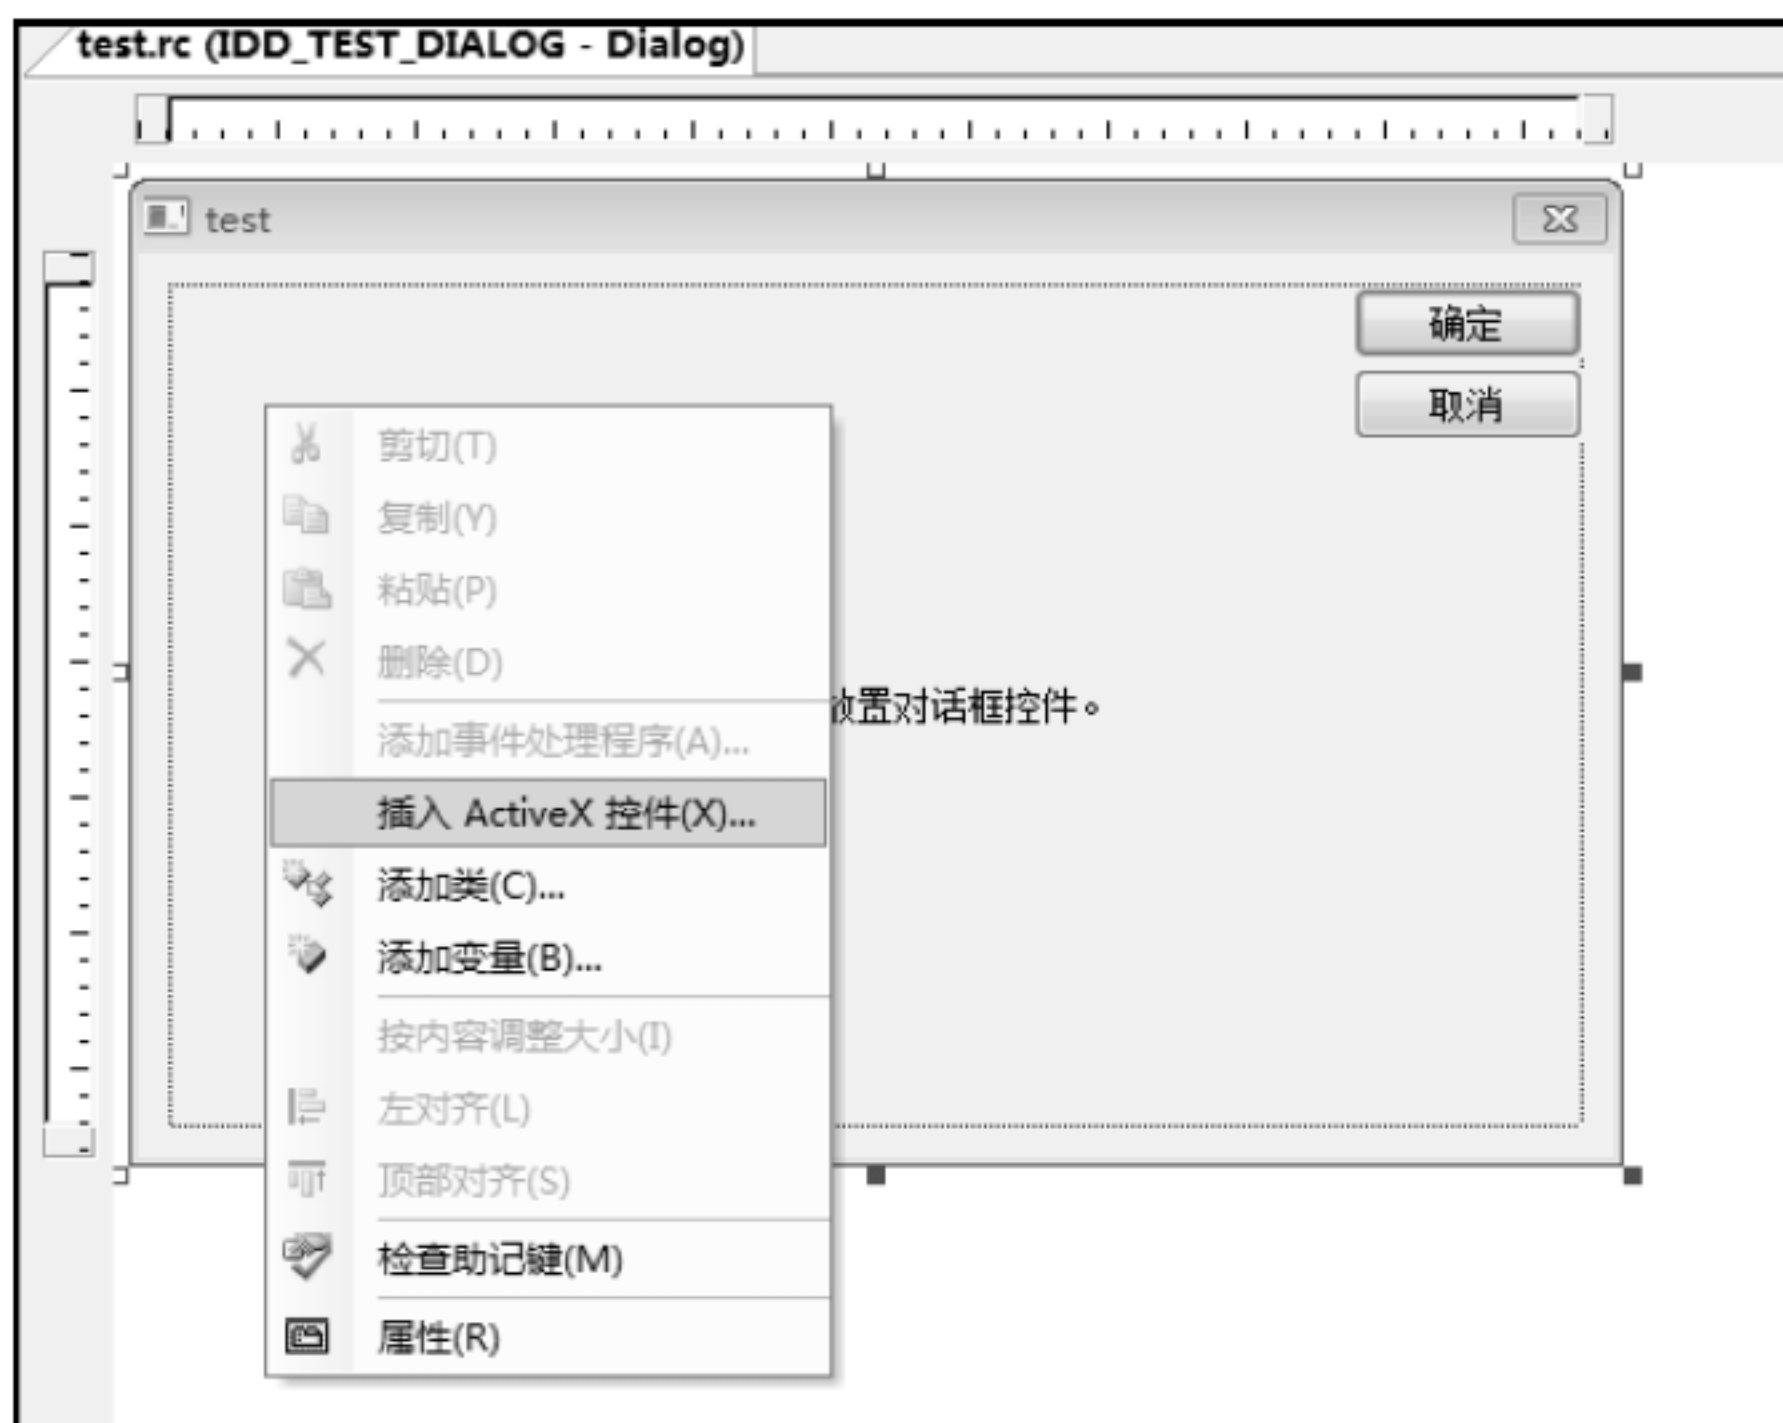 test.rc (IDD_TEST_DIALOG - Dialog)
test
确定
取消
剪切(T)
复制(Y)
粘贴(P)
删除(D)
置对话框控件。
添加事件处理程序(A)...
插入 ActiveX 控件(X)...
添加类(C)...
添加变量(B)...
按内容调整大小(I)
左对齐(L)
顶部对齐(S)
检查助记键(M)
属性(R)